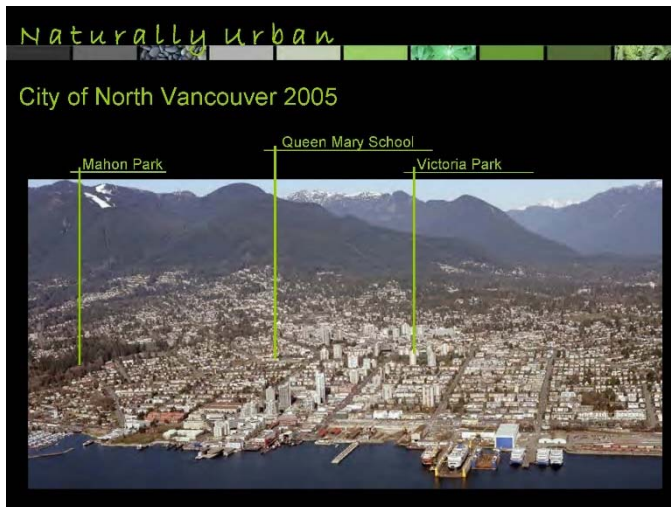 Naturally urban
City of North Vancouver 2005
Queen Mary School
Mahon Park
Victoria Park